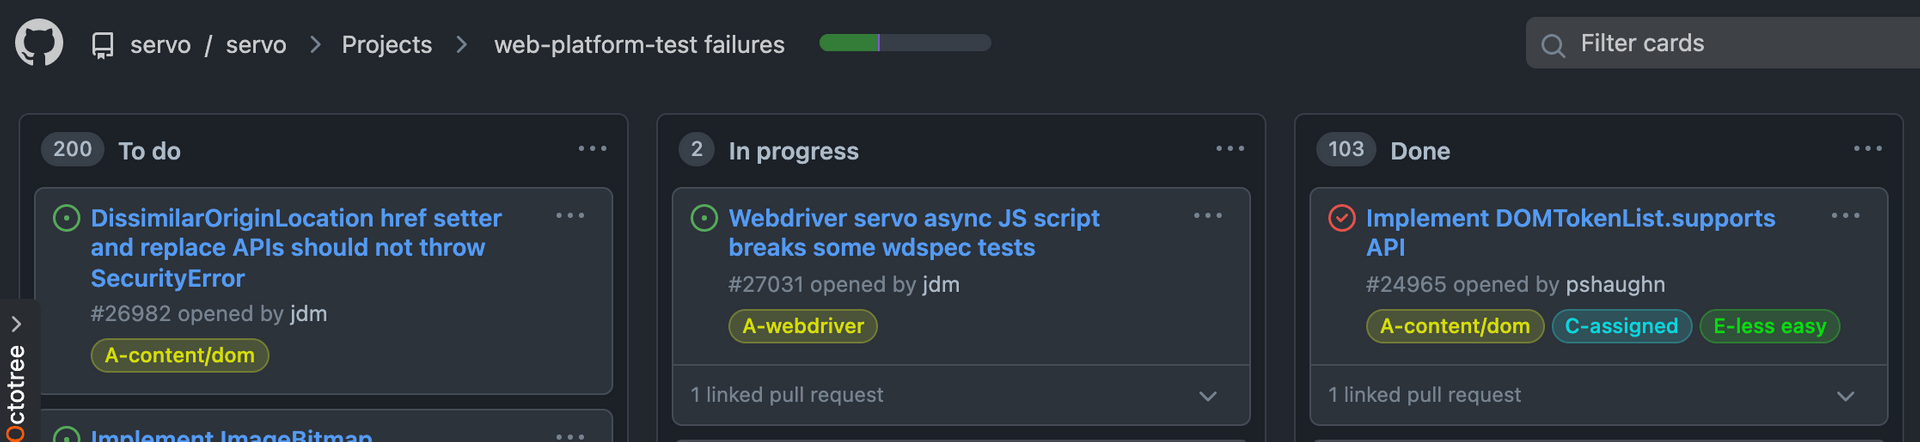 servo / servo > Projects > web-platform-test failures
Filter cards
200 To do ...
DissimilarOriginLocation href setter ...
and replace APIs should not throw
SecurityError
#26982 opened by jdm
A-content/dom
Implement ImageBitmap ...
2 In progress ...
Webdriver servo async JS script ...
breaks some wdspec tests
#27031 opened by jdm
A-webdriver
1 linked pull request
103 Done ...
Implement DOMTokenList.supports ...
API
#24965 opened by pshaughn
A-content/dom C-assigned E-less easy
1 linked pull request
Octotree